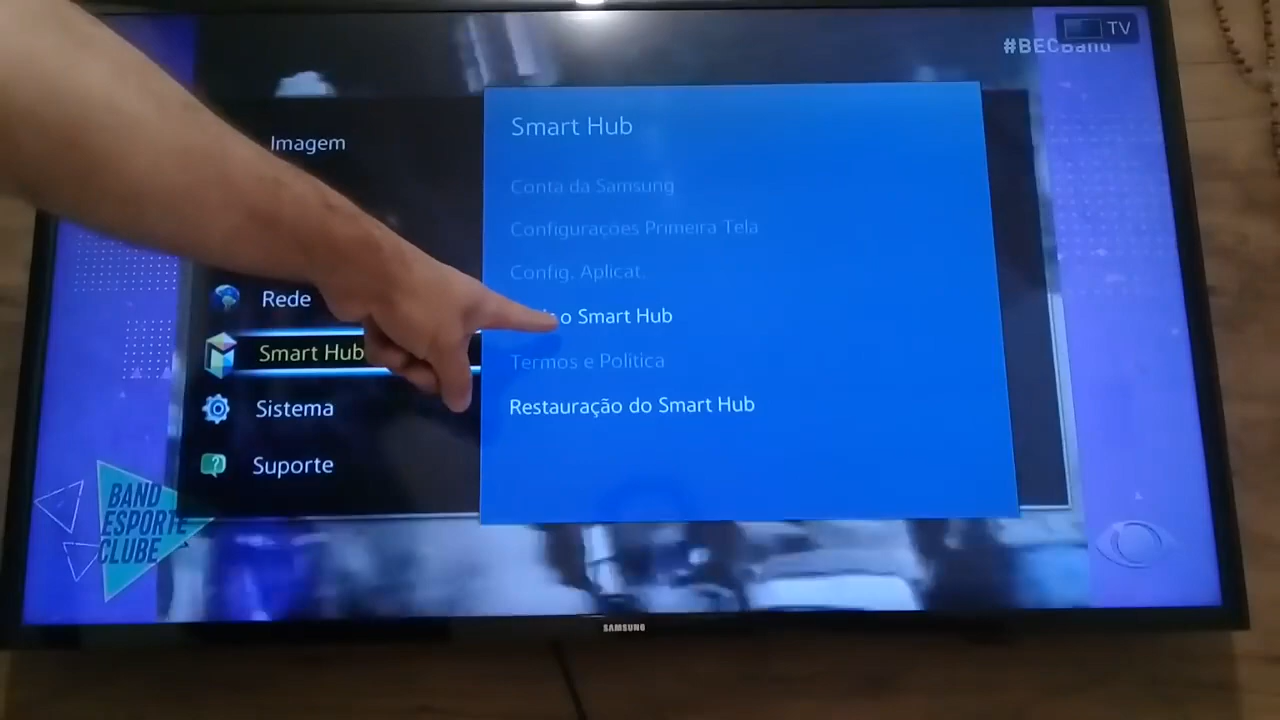 TV
#BECBand
Imagem
Rede
Smart Hub
Sistema
Suporte
Smart Hub
Conta da Samsung
Configurações Primeira Tela
Config. Aplicat.
o Smart Hub
Termos e Política
Restauração do Smart Hub
BAND
ESPORTE
CLUBE
SAMSUNG